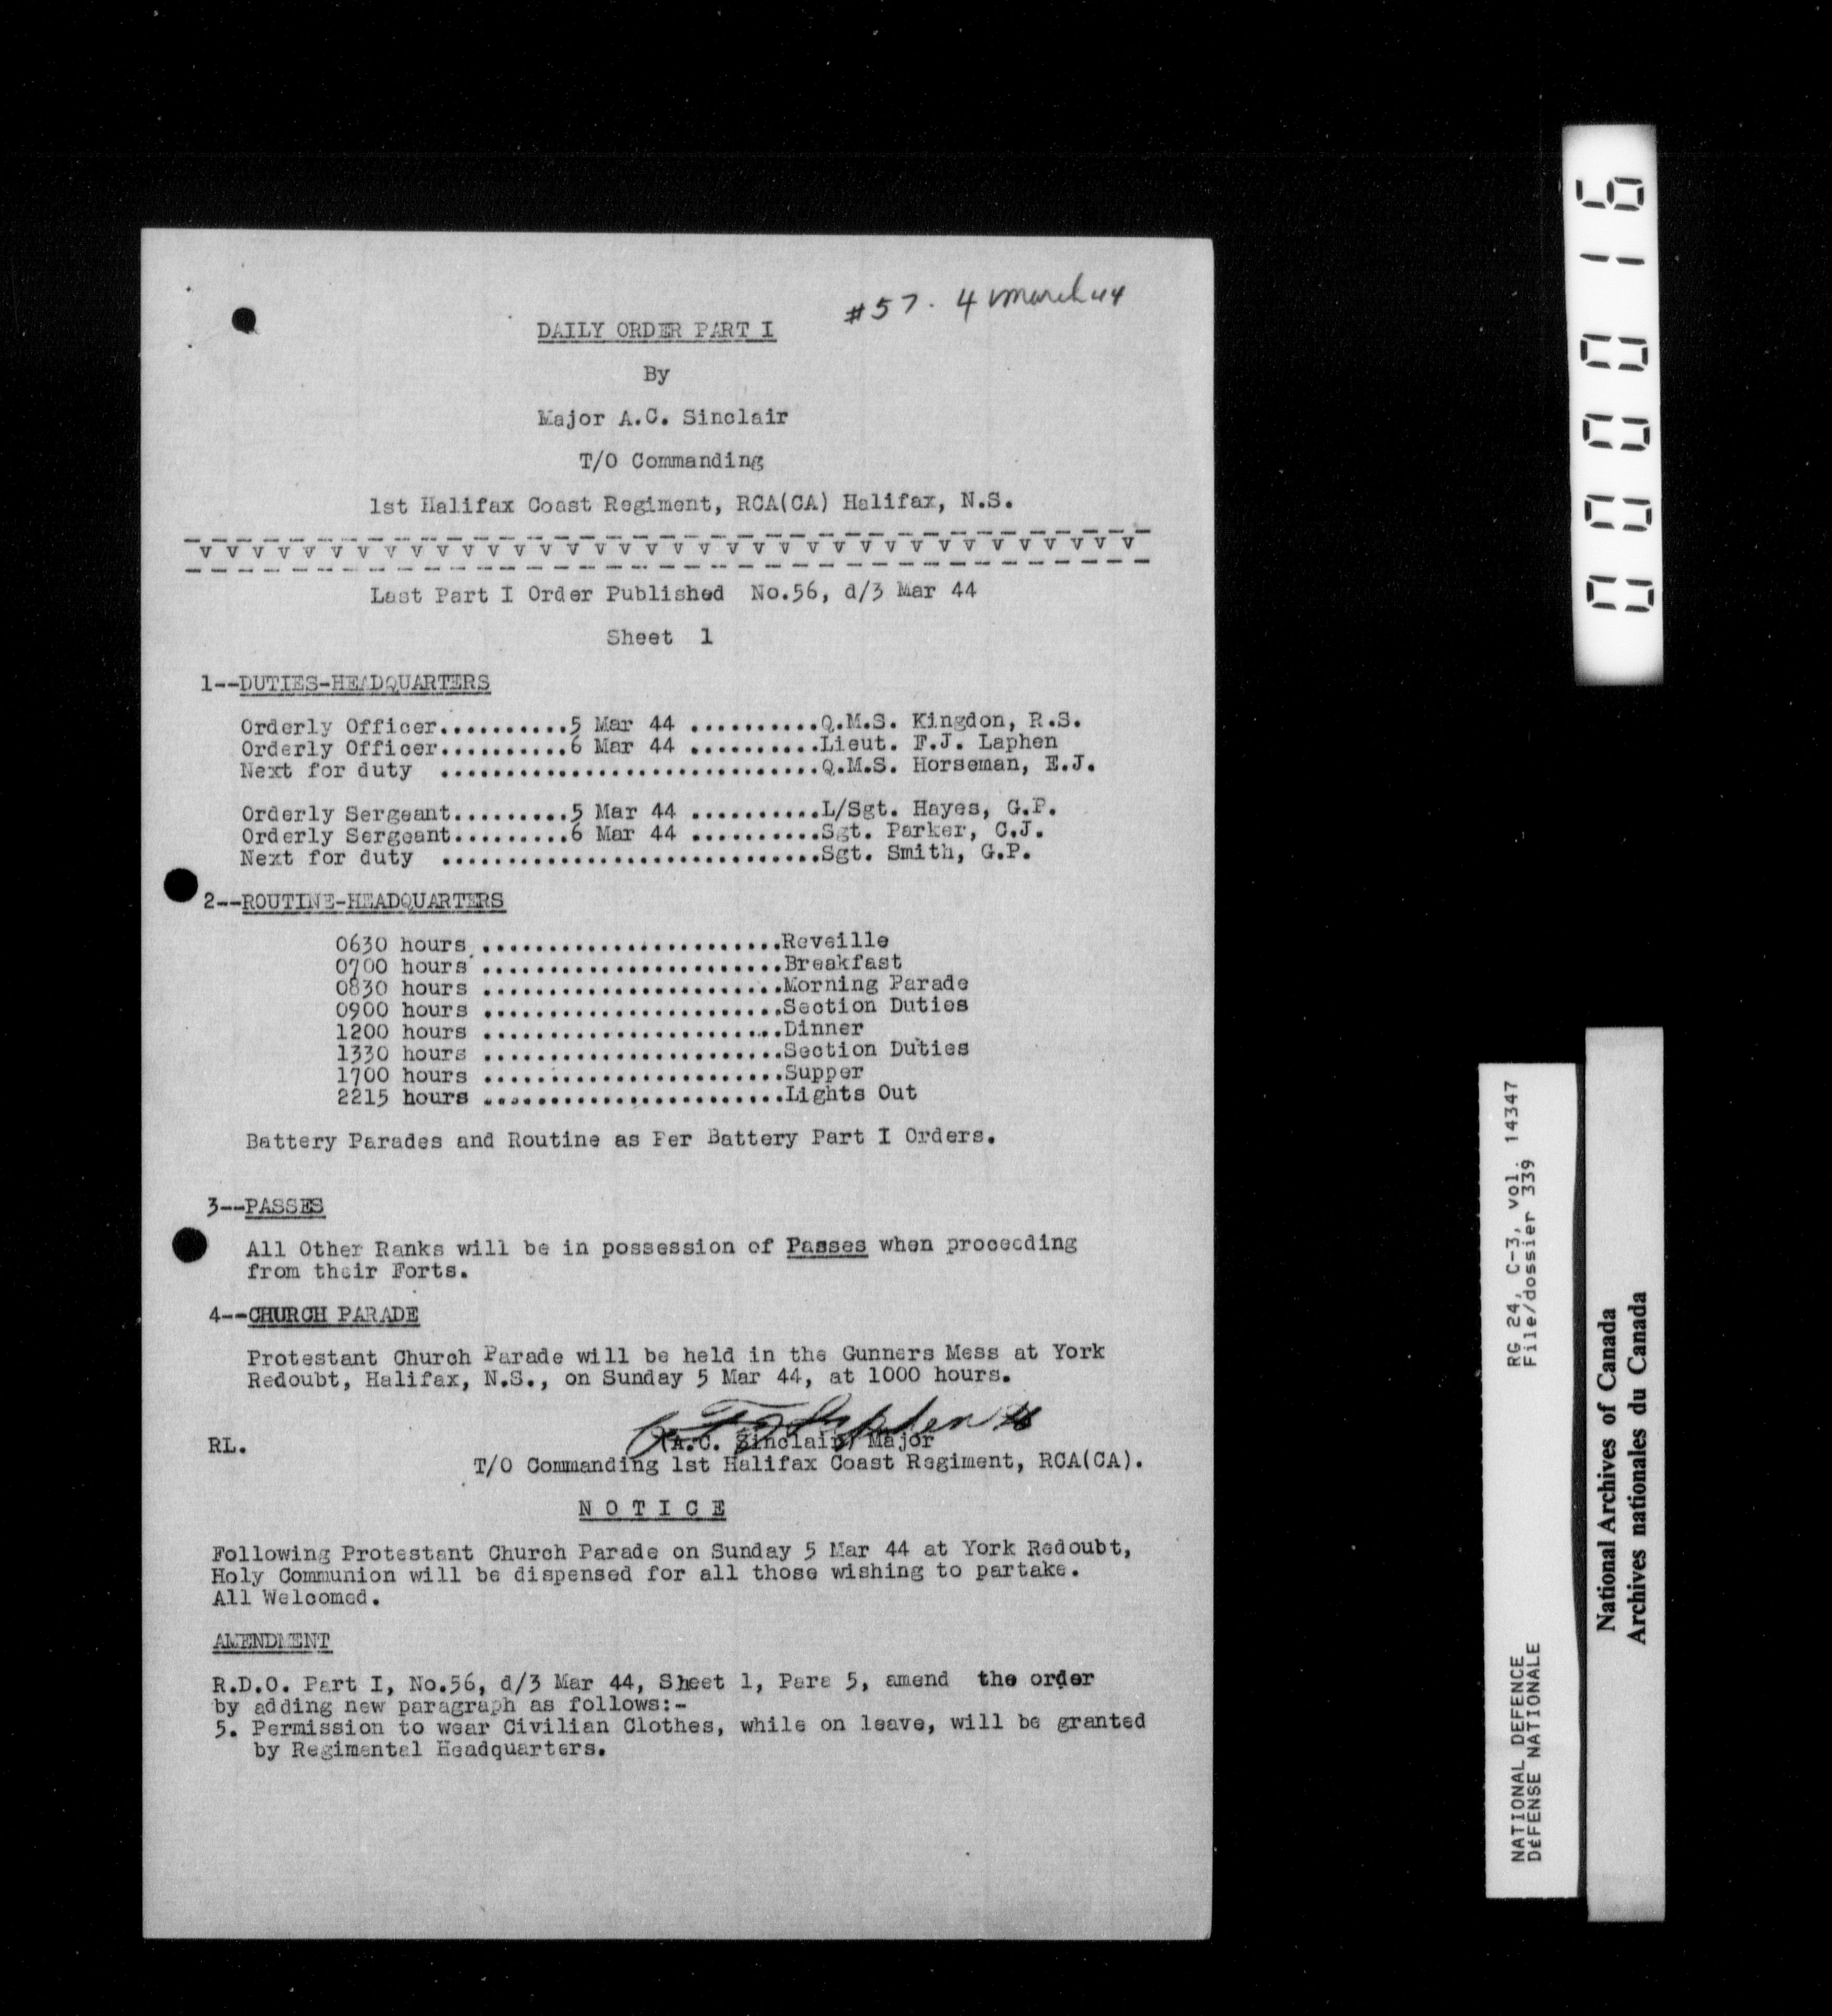 #57. 4 March 44
DAILY ORDER PART I
By
Major A.C. Sinclair
T/O Commanding
1st Halifax Coast Regiment, RCA(CA) Halifax, N.S.
V V V V V V V V V V V V V V V V V V V V V V V V V V V V V V V V V V V V
Last Part I Order Published No.56, d/3 Mar 44
Sheet 1
1--DUTIES-HEADQUARTERS
Orderly Officer..........5 Mar 44 ..........Q.M.S. Kingdon, R.S.
Orderly Officer..........6 Mar 44 ..........Lieut. F.J. Laphen
Next for duty .............................Q.M.S. Horseman, E.J.
Orderly Sergeant.........5 Mar 44 ..........L/Sgt. Hayes, G.P.
Orderly Sergeant.........6 Mar 44 ..........Sgt. Parker, C.J.
Next for duty .............................Sgt. Smith, G.P.
2--ROUTINE-HEADQUARTERS
0630 hours .......................Reveille
0700 hours .......................Breakfast
0830 hours .......................Morning Parade
0900 hours .......................Section Duties
1200 hours .......................Dinner
1330 hours .......................Section Duties
1700 hours .......................Supper
2215 hours .......................Lights Out
Battery Parades and Routine as Per Battery Part I Orders.
3--PASSES
All Other Ranks will be in possession of Passes when proceeding
from their Forts.
4--CHURCH PARADE
Protestant Church Parade will be held in the Gunners Mess at York
Redoubt, Halifax, N.S., on Sunday 5 Mar 44, at 1000 hours.
RL.
(A.C. Sinclair) Major
T/O Commanding 1st Halifax Coast Regiment, RCA(CA).
N O T I C E
Following Protestant Church Parade on Sunday 5 Mar 44 at York Redoubt,
Holy Communion will be dispensed for all those wishing to partake.
All Welcomed.
AMENDMENT
R.D.O. Part I, No.56, d/3 Mar 44, Sheet 1, Para 5, amend the order
by adding new paragraph as follows:-
5. Permission to wear Civilian Clothes, while on leave, will be granted
by Regimental Headquarters.
000016
RG 24, C-3, vol. 14347
File/dossier 339
NATIONAL DEFENCE
DÉFENSE NATIONALE
National Archives of Canada
Archives nationales du Canada